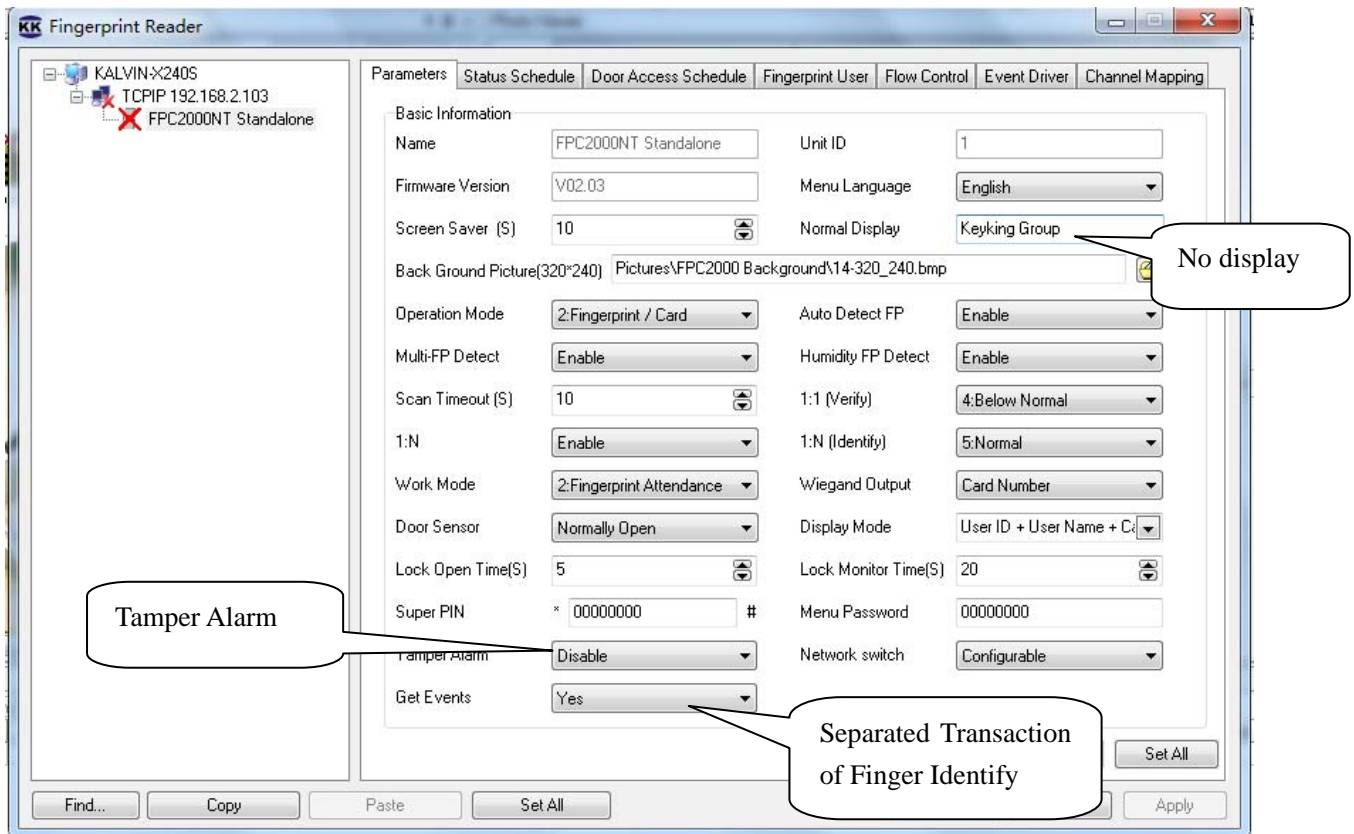 KK Fingerprint Reader
KALVIN-X240S
TCPIP 192.168.2.103
FPC2000NT Standalone
Parameters Status Schedule Door Access Schedule Fingerprint User Flow Control Event Driver Channel Mapping
Basic Information
Name FPC2000NT Standalone Unit ID 1
Firmware Version V02.03 Menu Language English
Screen Saver (S) 10 Normal Display Keyking Group
No display
Back Ground Picture(320*240) Pictures\FPC2000 Background\14-320_240.bmp
Operation Mode 2:Fingerprint / Card Auto Detect FP Enable
Multi-FP Detect Enable Humidity FP Detect Enable
Scan Timeout (S) 10 1:1 (Verify) 4:Below Normal
1:N Enable 1:N (Identify) 5:Normal
Work Mode 2:Fingerprint Attendance Wiegand Output Card Number
Door Sensor Normally Open Display Mode User ID + User Name + Ca
Lock Open Time(S) 5 Lock Monitor Time(S) 20
Super PIN * 00000000 # Menu Password 00000000
Tamper Alarm
Tamper Alarm Disable Network switch Configurable
Get Events Yes
Separated Transaction
of Finger Identify
Set All
Find... Copy Paste Set All Apply